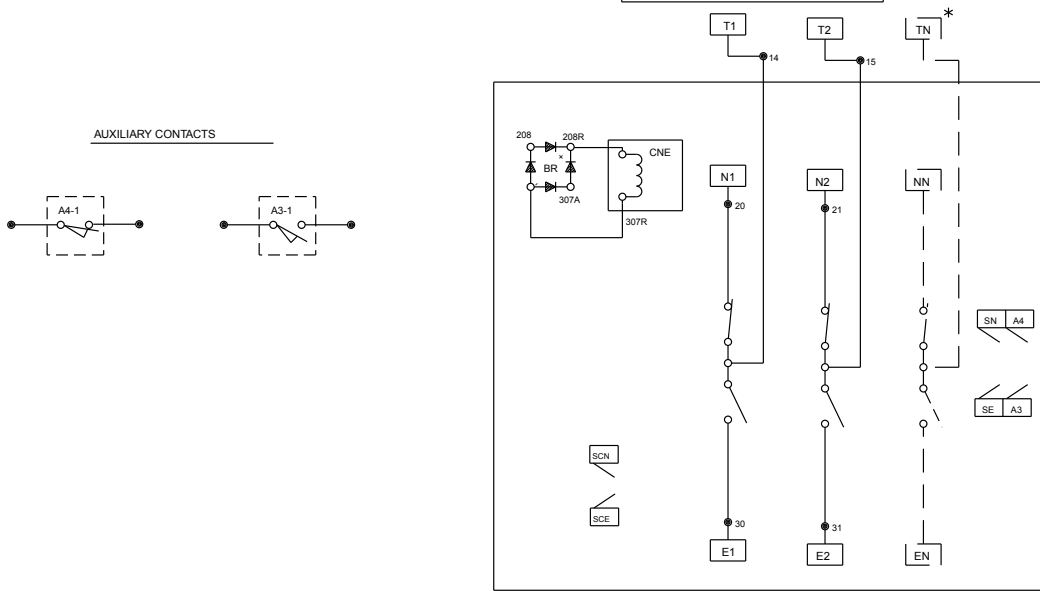 T1
T2
TN *
14
15
AUXILIARY CONTACTS
208
208R
CNE
BR
×
307A
307R
A4-1
A3-1
N1
N2
NN
20
21
SN A4
SE A3
SCN
SCE
30
31
E1
E2
EN